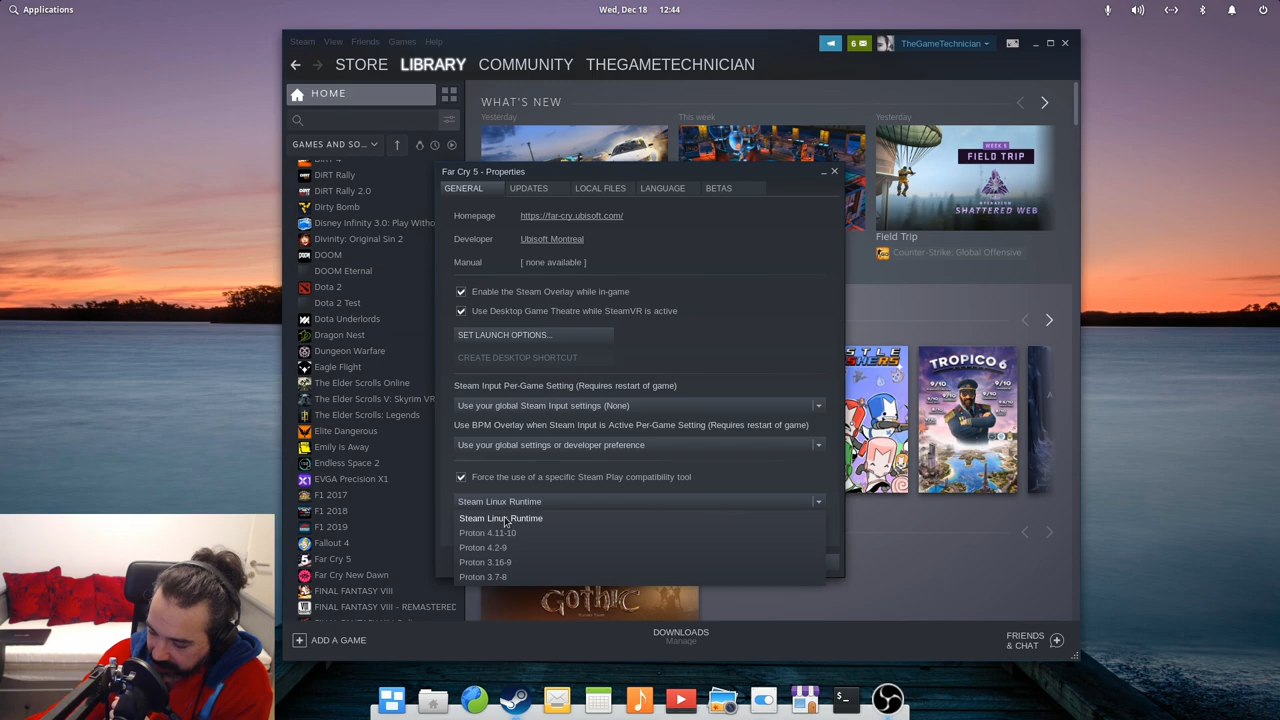 Applications
Wed, Dec 18 12:44
Steam View Friends Games Help
6
TheGameTechnician
STORE LIBRARY COMMUNITY THEGAMETECHNICIAN
HOME
GAMES AND SO...
DiRT 4
DiRT Rally
DiRT Rally 2.0
Dirty Bomb
Disney Infinity 3.0: Play Witho
Divinity: Original Sin 2
DOOM
DOOM Eternal
Dota 2
Dota 2 Test
Dota Underlords
Dragon Nest
Dungeon Warfare
Eagle Flight
The Elder Scrolls Online
The Elder Scrolls V: Skyrim VR
The Elder Scrolls: Legends
Elite Dangerous
Emily is Away
Endless Space 2
EVGA Precision X1
F1 2017
F1 2018
F1 2019
Fallout 4
Far Cry 5
Far Cry New Dawn
FINAL FANTASY VIII
FINAL FANTASY VIII - REMASTERED
ADD A GAME
WHAT'S NEW
Yesterday
This week
Yesterday
WEEK 5
FIELD TRIP
OPERATION
SHATTERED WEB
Field Trip
Counter-Strike: Global Offensive
Far Cry 5 - Properties
GENERAL UPDATES LOCAL FILES LANGUAGE BETAS
Homepage https://far-cry.ubisoft.com/
Developer Ubisoft Montreal
Manual [ none available ]
Enable the Steam Overlay while in-game
Use Desktop Game Theatre while SteamVR is active
SET LAUNCH OPTIONS...
CREATE DESKTOP SHORTCUT
Steam Input Per-Game Setting (Requires restart of game)
Use your global Steam Input settings (None)
Use BPM Overlay when Steam Input is Active Per-Game Setting (Requires restart of game)
Use your global settings or developer preference
Force the use of a specific Steam Play compatibility tool
Steam Linux Runtime
Steam Linux Runtime
Proton 4.11-10
Proton 4.2-9
Proton 3.16-9
Proton 3.7-8
TROPICO 6
GOTHIC
DOWNLOADS
Manage
FRIENDS
& CHAT